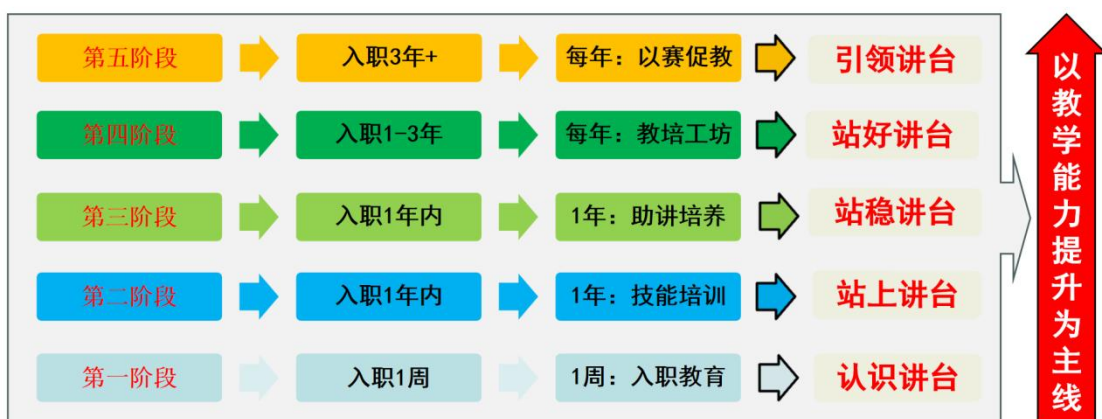 第五阶段 入职3年+ 每年：以赛促教 引领讲台
第四阶段 入职1-3年 每年：教培工坊 站好讲台
第三阶段 入职1年内 1年：助讲培养 站稳讲台
第二阶段 入职1年内 1年：技能培训 站上讲台
第一阶段 入职1周 1周：入职教育 认识讲台
以教学能力提升为主线